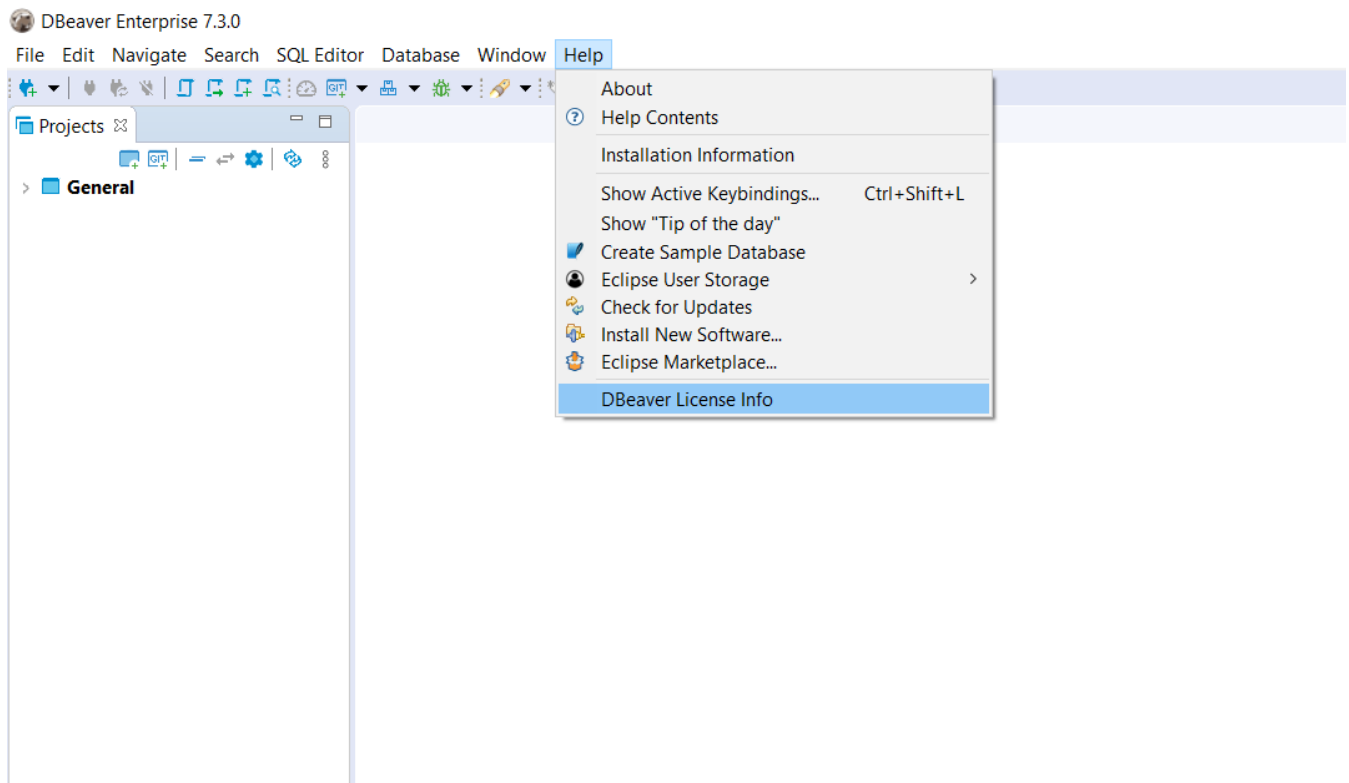 DBeaver Enterprise 7.3.0
File Edit Navigate Search SQL Editor Database Window Help
GIT
About
Projects
Help Contents
GIT
Installation Information
General
Show Active Keybindings... Ctrl+Shift+L
Show "Tip of the day"
Create Sample Database
Eclipse User Storage
Check for Updates
Install New Software...
Eclipse Marketplace...
DBeaver License Info